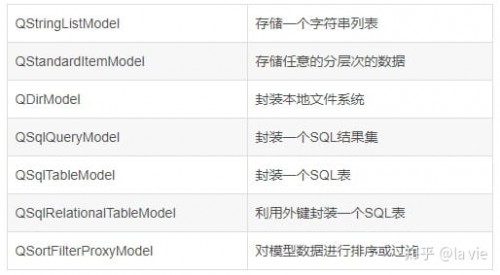 QStringListModel 存储一个字符串列表
QStandardItemModel 存储任意的分层次的数据
QDirModel 封装本地文件系统
QSqlQueryModel 封装一个SQL结果集
QSqlTableModel 封装一个SQL表
QSqlRelationalTableModel 利用外键封装一个SQL表
QSortFilterProxyModel 对模型数据进行排序或过滤
知乎 @la vie